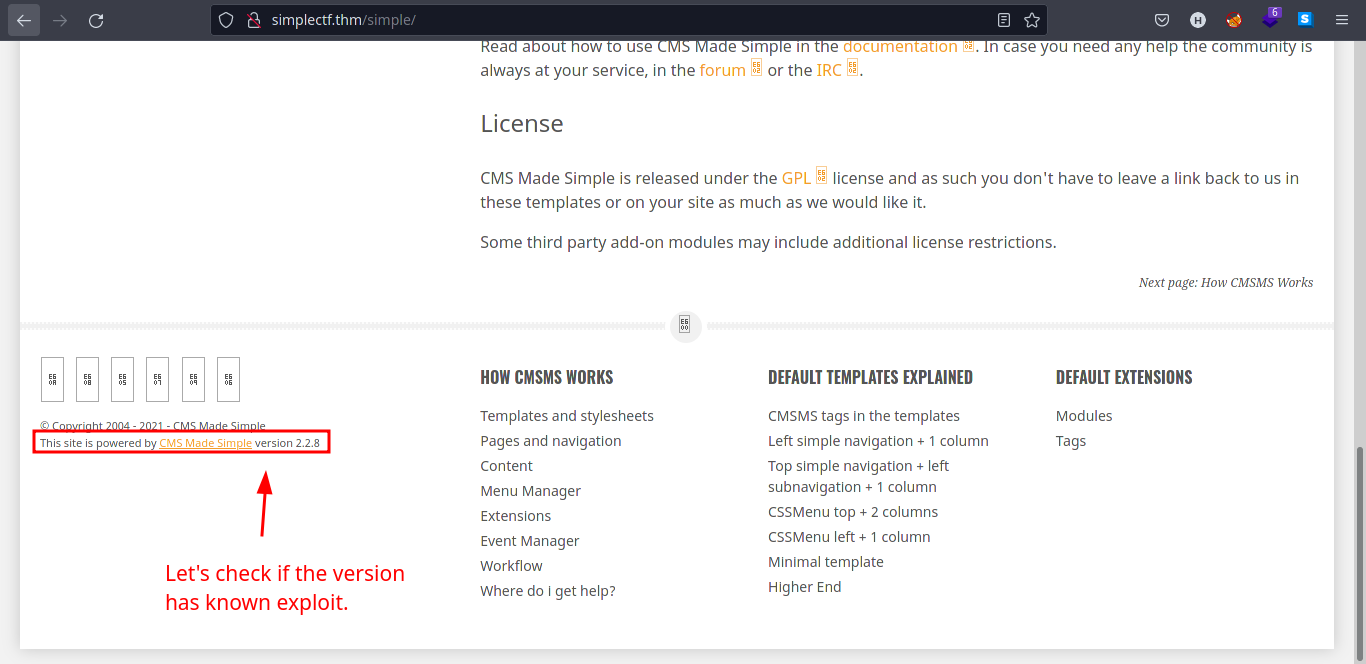 simplectf.thm/simple/
6
H
S
Read about how to use CMS Made Simple in the documentation. In case you need any help the community is
always at your service, in the forum or the IRC.
License
CMS Made Simple is released under the GPL license and as such you don't have to leave a link back to us in
these templates or on your site as much as we would like it.
Some third party add-on modules may include additional license restrictions.
Next page: How CMSMS Works
© Copyright 2004 - 2021 - CMS Made Simple
This site is powered by CMS Made Simple version 2.2.8
Let's check if the version
has known exploit.
HOW CMSMS WORKS
Templates and stylesheets
Pages and navigation
Content
Menu Manager
Extensions
Event Manager
Workflow
Where do i get help?
DEFAULT TEMPLATES EXPLAINED
CMSMS tags in the templates
Left simple navigation + 1 column
Top simple navigation + left
subnavigation + 1 column
CSSMenu top + 2 columns
CSSMenu left + 1 column
Minimal template
Higher End
DEFAULT EXTENSIONS
Modules
Tags